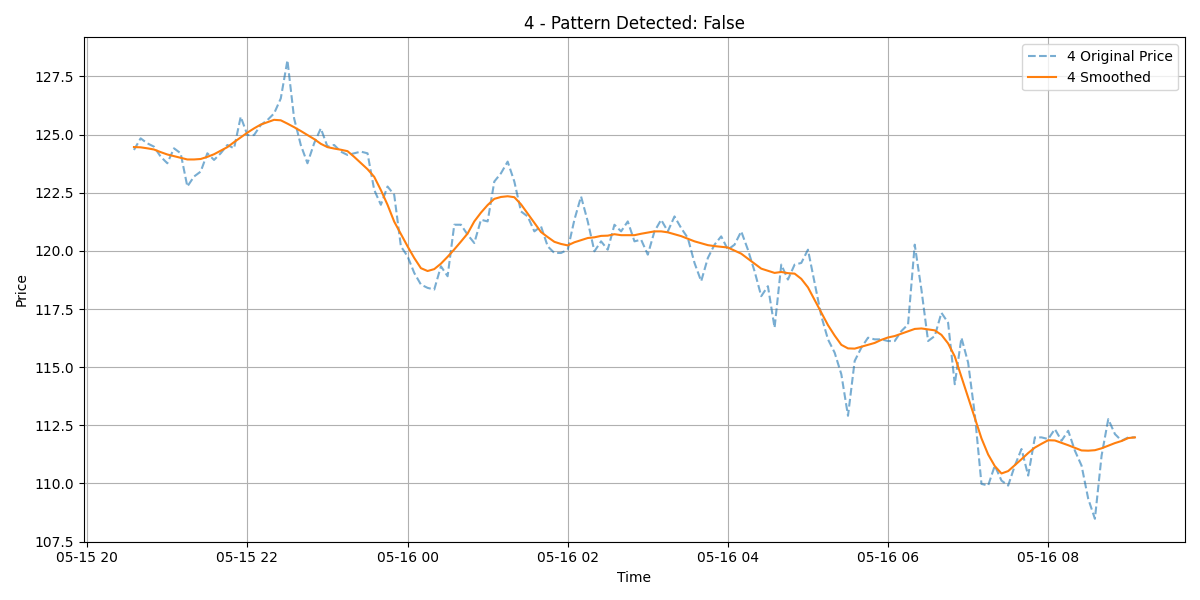 4 - Pattern Detected: False
4 Original Price
4 Smoothed
127.5
125.0
122.5
120.0
117.5
115.0
112.5
110.0
107.5
Price
05-15 20 05-15 22 05-16 00 05-16 02 05-16 04 05-16 06 05-16 08
Time